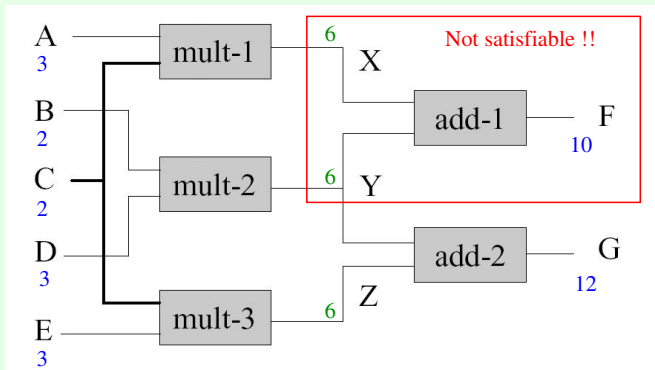 A
3
mult-1
6
X
Not satisfiable !!
B
2
add-1
F
10
C
2
mult-2
6
Y
D
3
add-2
G
12
E
3
mult-3
6
Z